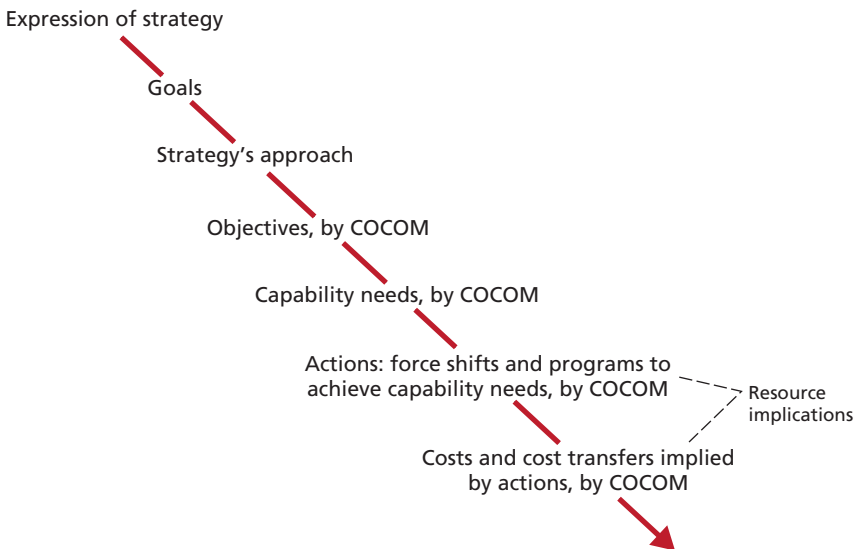 Expression of strategy
Goals
Strategy’s approach
Objectives, by COCOM
Capability needs, by COCOM
Actions: force shifts and programs to
achieve capability needs, by COCOM
Resource
implications
Costs and cost transfers implied
by actions, by COCOM